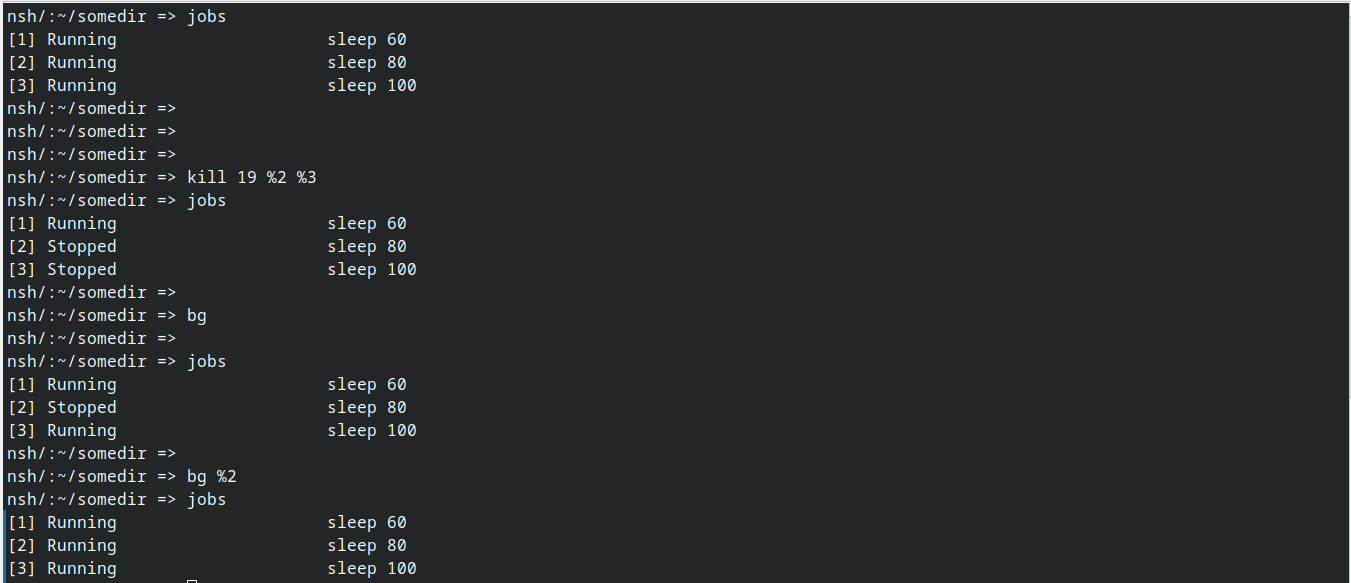 nsh/:~/somedir => jobs
[1] Running                     sleep 60
[2] Running                     sleep 80
[3] Running                     sleep 100
nsh/:~/somedir =>
nsh/:~/somedir =>
nsh/:~/somedir =>
nsh/:~/somedir => kill 19 %2 %3
nsh/:~/somedir => jobs
[1] Running                     sleep 60
[2] Stopped                     sleep 80
[3] Stopped                     sleep 100
nsh/:~/somedir =>
nsh/:~/somedir => bg
nsh/:~/somedir =>
nsh/:~/somedir => jobs
[1] Running                     sleep 60
[2] Stopped                     sleep 80
[3] Running                     sleep 100
nsh/:~/somedir =>
nsh/:~/somedir => bg %2
nsh/:~/somedir => jobs
[1] Running                     sleep 60
[2] Running                     sleep 80
[3] Running                     sleep 100